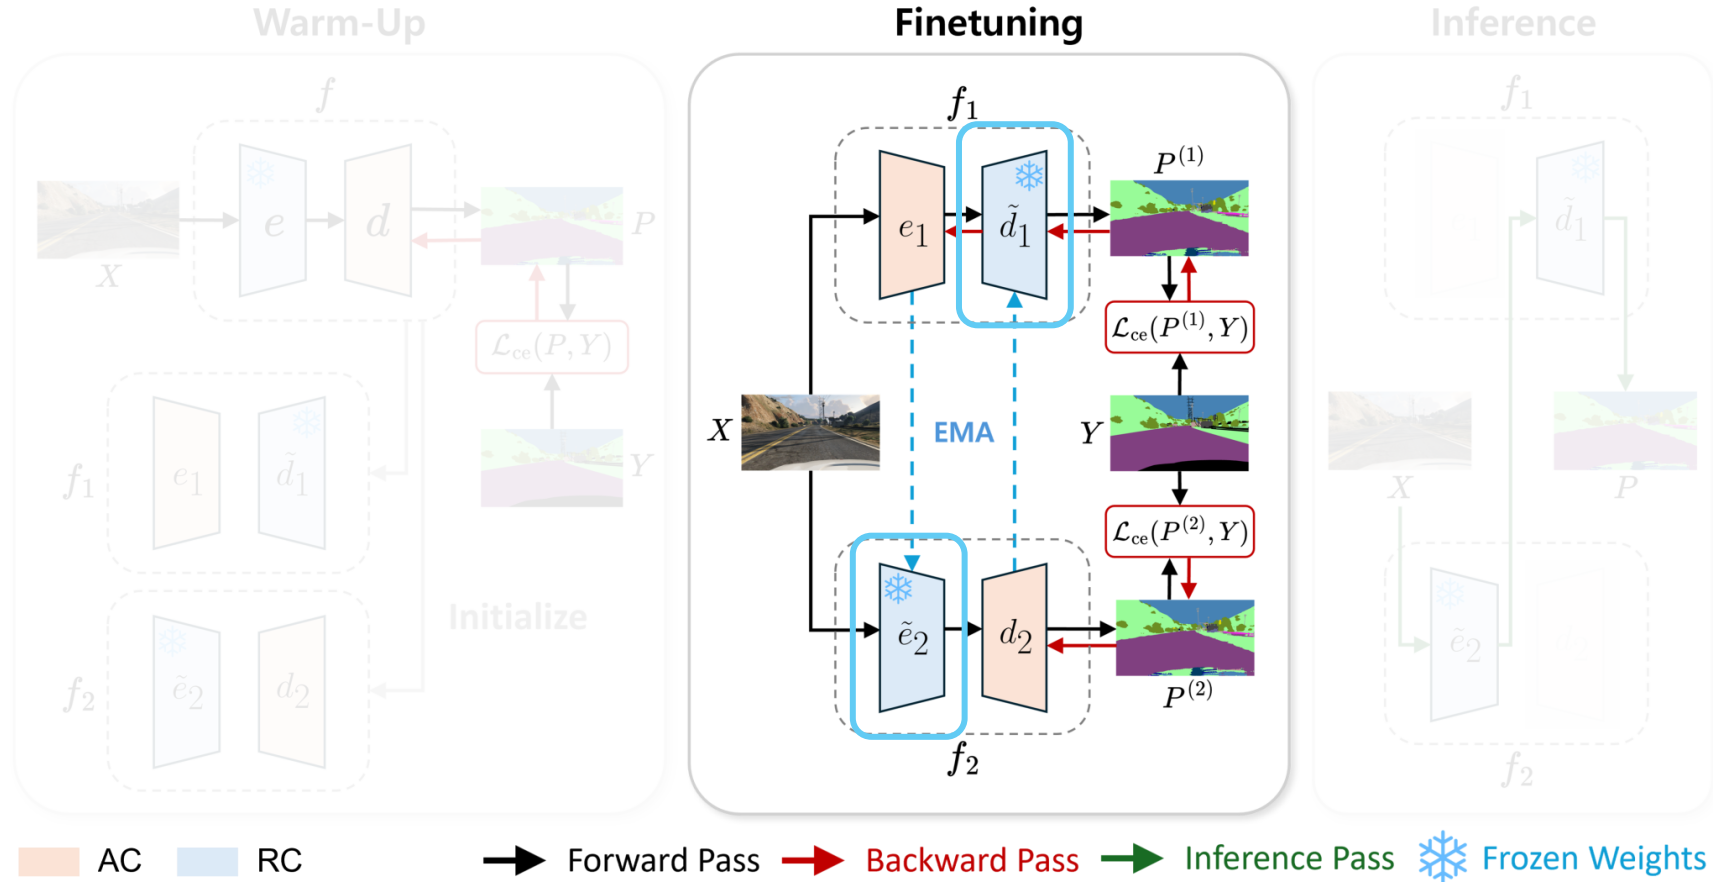 Warm-Up
Finetuning
Inference
f
e
d
X
P
ℒce(P, Y)
Y
f₁
e₁
d̃₁
f₂
ẽ₂
d₂
Initialize
f₁
e₁
d̃₁
P⁽¹⁾
ℒce(P⁽¹⁾, Y)
X
EMA
Y
ℒce(P⁽²⁾, Y)
ẽ₂
d₂
P⁽²⁾
f₂
f₁
d̃₁
X
P
ẽ₂
f₂
AC
RC
Forward Pass
Backward Pass
Inference Pass
Frozen Weights